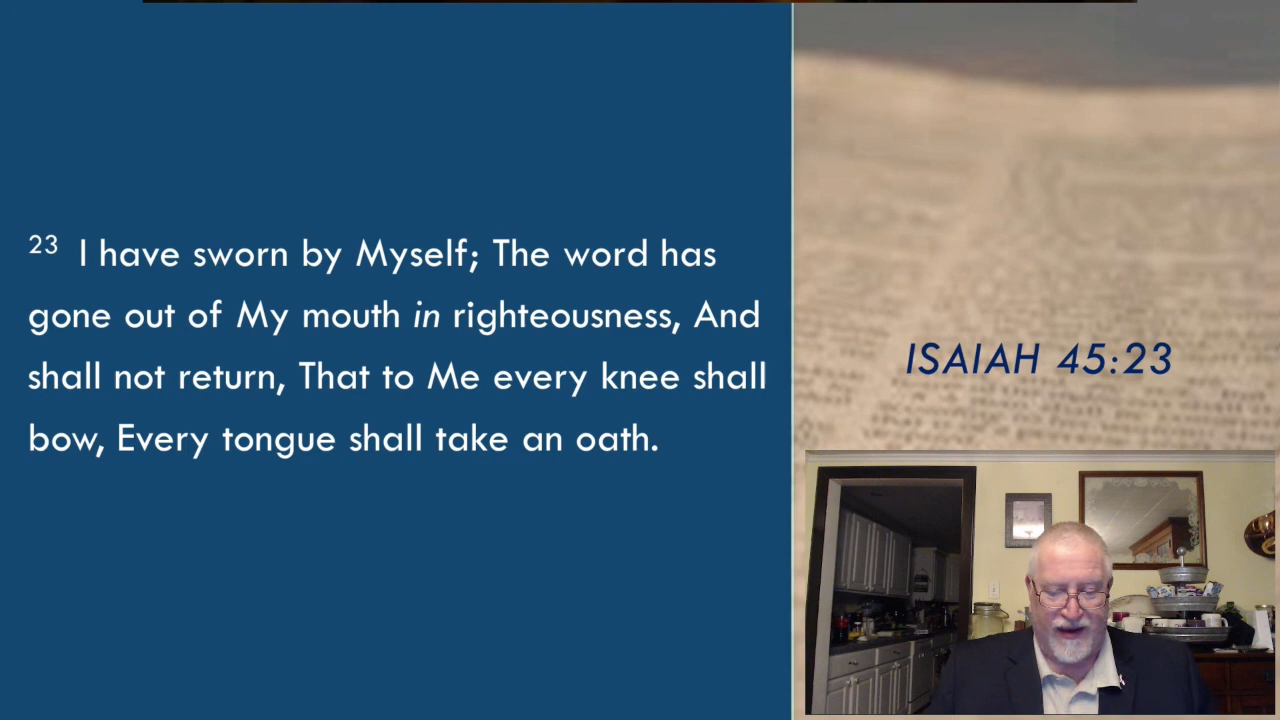 23 I have sworn by Myself; The word has
gone out of My mouth in righteousness, And
shall not return, That to Me every knee shall
bow, Every tongue shall take an oath.
ISAIAH 45:23